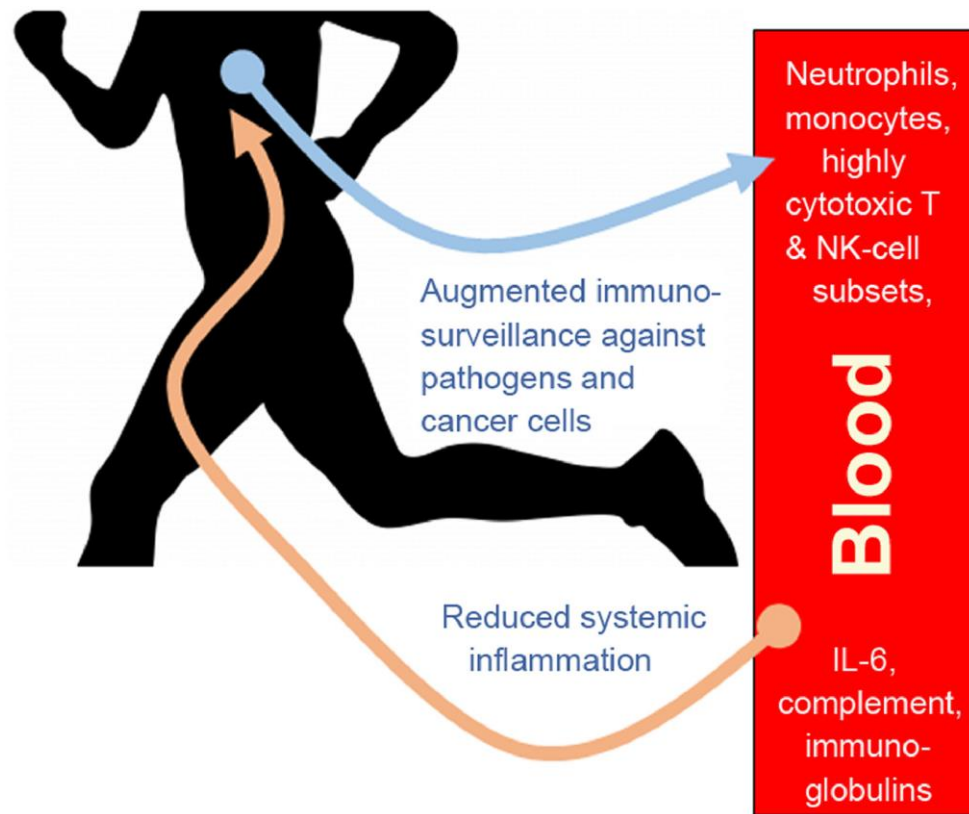 Neutrophils,
monocytes,
highly
cytotoxic T
& NK-cell
subsets,
Augmented immuno-
surveillance against
pathogens and
cancer cells
Blood
Reduced systemic
inflammation
IL-6,
complement,
immuno-
globulins